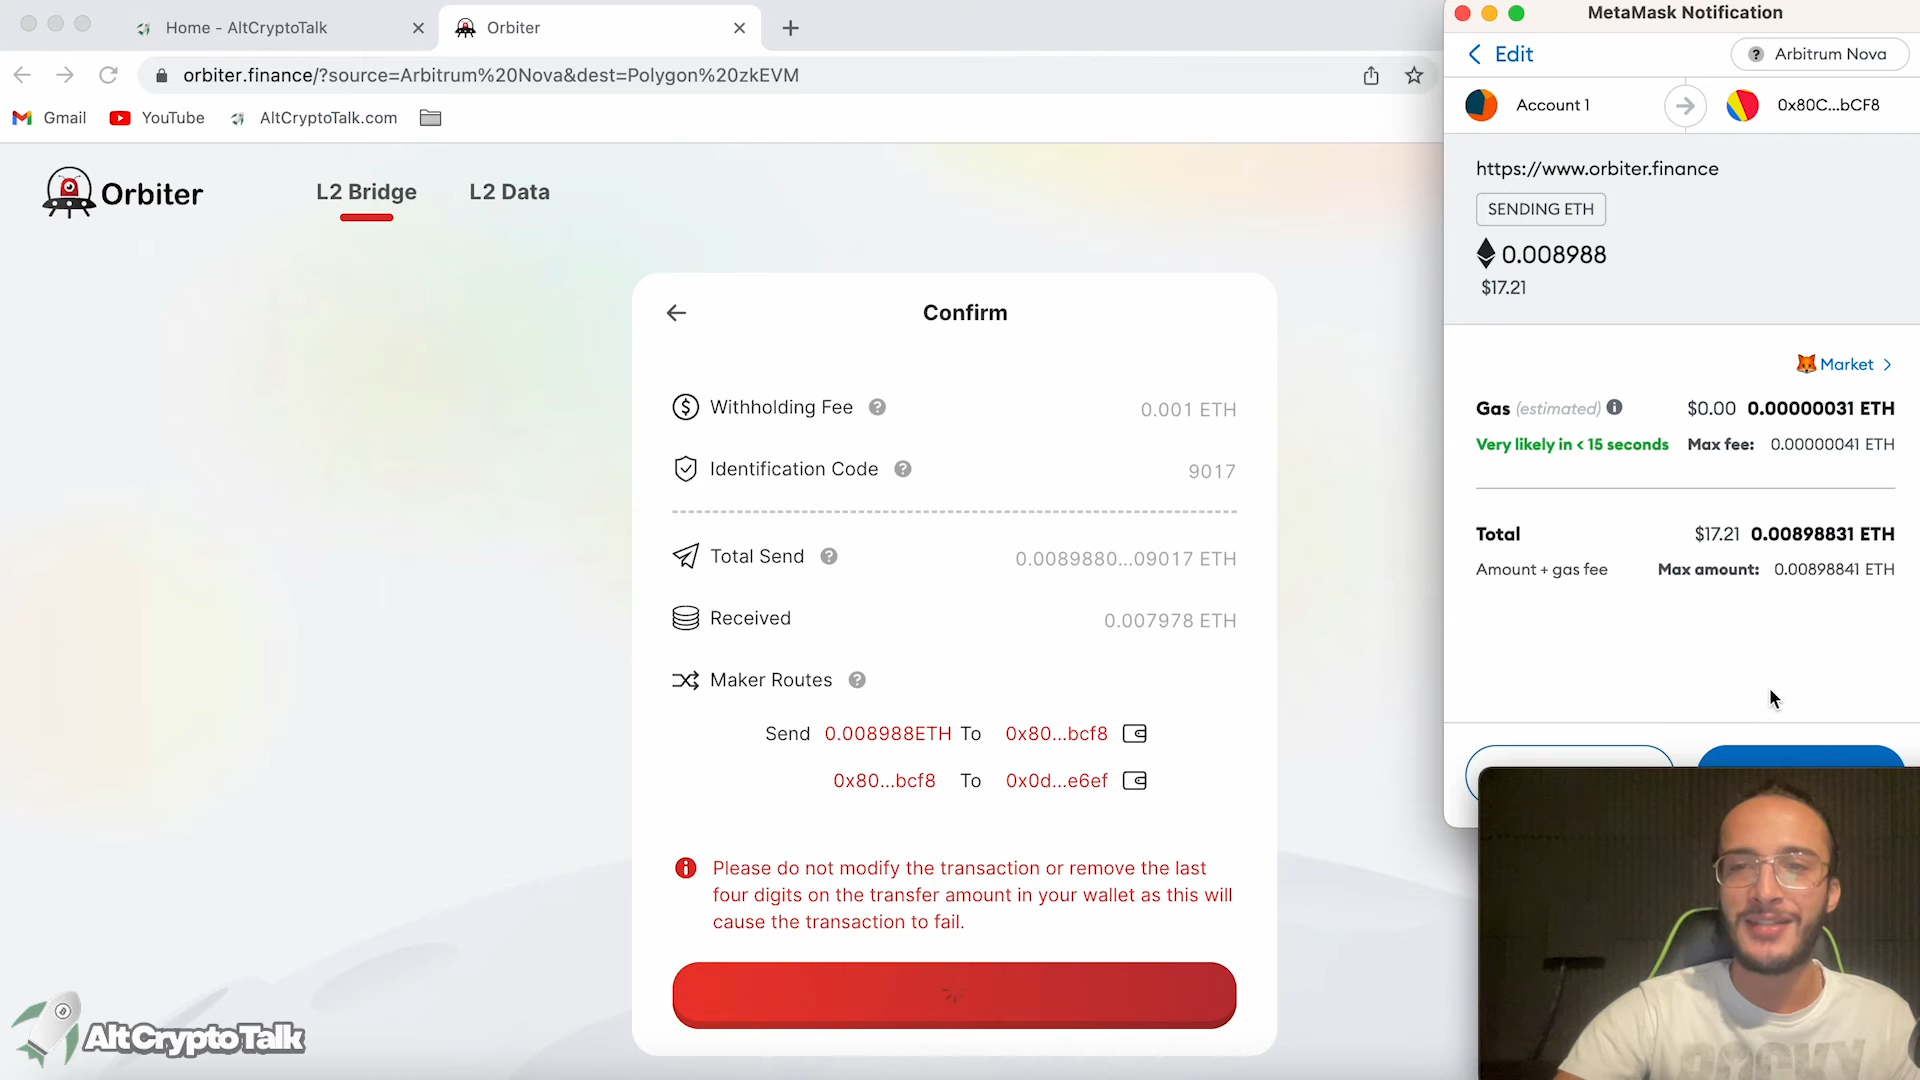 Home - AltCryptoTalk
Orbiter
orbiter.finance/?source=Arbitrum%20Nova&dest=Polygon%20zkEVM
Gmail
YouTube
AltCryptoTalk.com
Orbiter
L2 Bridge
L2 Data
Confirm
Withholding Fee ? 0.001 ETH
Identification Code ? 9017
Total Send ? 0.0089880...09017 ETH
Received 0.007978 ETH
Maker Routes ?
Send 0.008988ETH To 0x80...bcf8
0x80...bcf8 To 0x0d...e6ef
Please do not modify the transaction or remove the last
four digits on the transfer amount in your wallet as this will
cause the transaction to fail.
AltCryptoTalk
MetaMask Notification
Edit
? Arbitrum Nova
Account 1
0x80C...bCF8
https://www.orbiter.finance
SENDING ETH
0.008988
$17.21
Market >
Gas (estimated) $0.00 0.00000031 ETH
Very likely in < 15 seconds Max fee: 0.00000041 ETH
Total $17.21 0.00898831 ETH
Amount + gas fee Max amount: 0.00898841 ETH